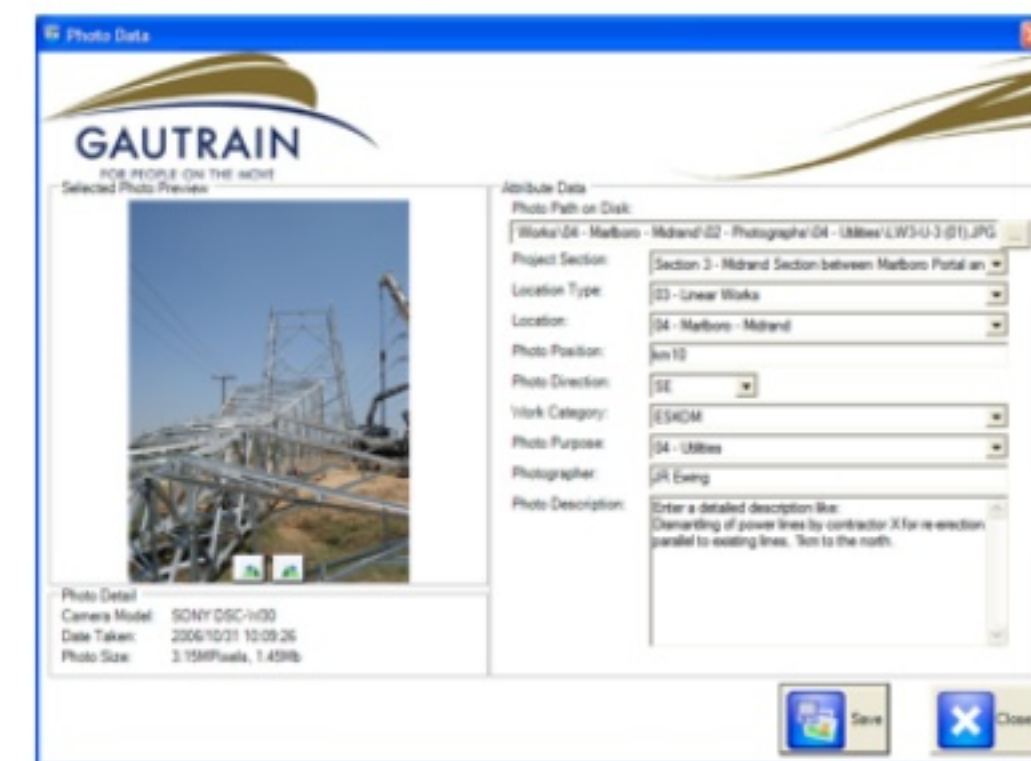 Photo Data
GAUTRAIN
FOR PEOPLE ON THE MOVE
Selected Photo Preview
Attribute Data
Photo Path on Disk:
Works\04 - Marlboro - Midrand\02 - Photographs\04 - Utilities\LW3-U-3 (01).JPG
...
Project Section: Section 3 - Midrand Section between Marlboro Portal an
Location Type: 03 - Linear Works
Location: 04 - Marlboro - Midrand
Photo Position: km10
Photo Direction: SE
Work Category: ESKOM
Photo Purpose: 04 - Utilities
Photographer: JR Ewing
Photo Description: Enter a detailed description like:
Dismantling of power lines by contractor X for re-erection
parallel to existing lines, 1km to the north.
Photo Detail
Camera Model: SONY DSC-W30
Date Taken: 2006/10/31 10:09:26
Photo Size: 3.15MPixels, 1.45Mb
Save
Close